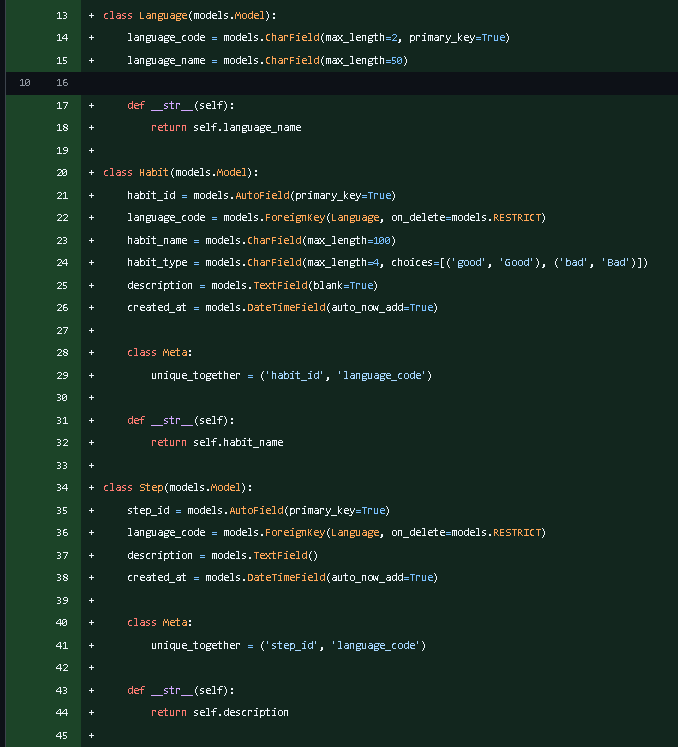 13 + class Language(models.Model):
14 +     language_code = models.CharField(max_length=2, primary_key=True)
15 +     language_name = models.CharField(max_length=50)
10 16
17 +     def __str__(self):
18 +         return self.language_name
19 +
20 + class Habit(models.Model):
21 +     habit_id = models.AutoField(primary_key=True)
22 +     language_code = models.ForeignKey(Language, on_delete=models.RESTRICT)
23 +     habit_name = models.CharField(max_length=100)
24 +     habit_type = models.CharField(max_length=4, choices=[('good', 'Good'), ('bad', 'Bad')])
25 +     description = models.TextField(blank=True)
26 +     created_at = models.DateTimeField(auto_now_add=True)
27 +
28 +     class Meta:
29 +         unique_together = ('habit_id', 'language_code')
30 +
31 +     def __str__(self):
32 +         return self.habit_name
33 +
34 + class Step(models.Model):
35 +     step_id = models.AutoField(primary_key=True)
36 +     language_code = models.ForeignKey(Language, on_delete=models.RESTRICT)
37 +     description = models.TextField()
38 +     created_at = models.DateTimeField(auto_now_add=True)
39 +
40 +     class Meta:
41 +         unique_together = ('step_id', 'language_code')
42 +
43 +     def __str__(self):
44 +         return self.description
45 +